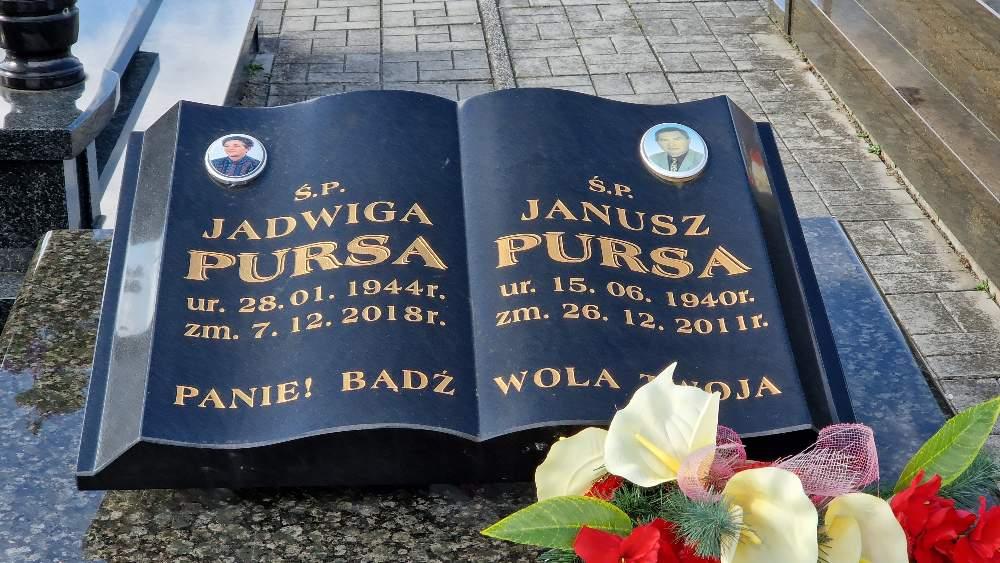 Ś.P.
JADWIGA
PURSA
ur. 28.01. 1944r.
zm. 7. 12. 2018r.
PANIE! BĄDŹ
Ś.P.
JANUSZ
PURSA
ur. 15. 06. 1940r.
zm. 26. 12. 2011r.
WOLA